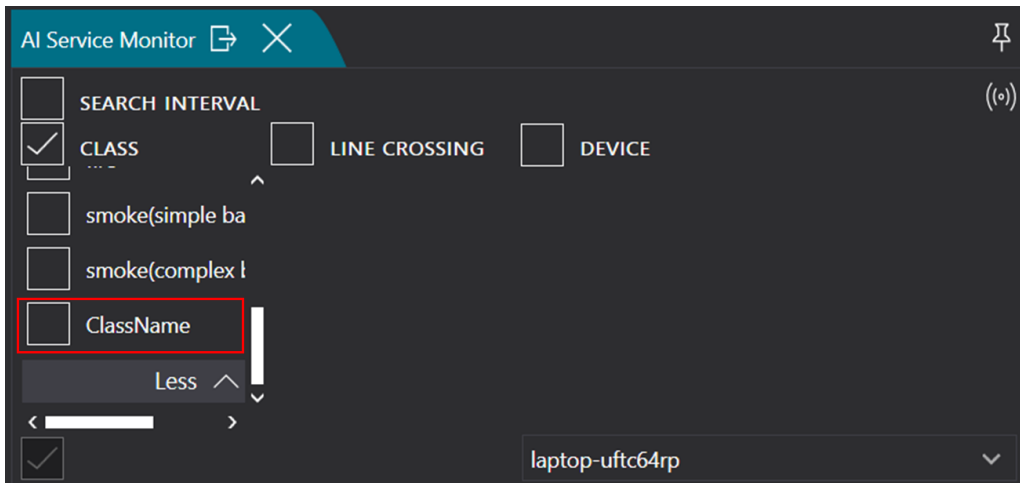 AI Service Monitor
SEARCH INTERVAL
CLASS
LINE CROSSING
DEVICE
smoke(simple ba
smoke(complex
ClassName
Less
laptop-uftc64rp